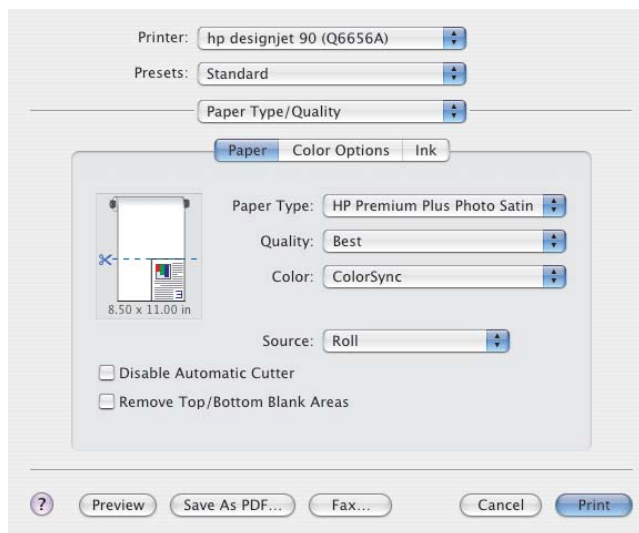 Printer: hp designjet 90 (Q6656A)
Presets: Standard
Paper Type/Quality
Paper Color Options Ink
Paper Type: HP Premium Plus Photo Satin
Quality: Best
Color: ColorSync
8.50 x 11.00 in
Source: Roll
Disable Automatic Cutter
Remove Top/Bottom Blank Areas
? Preview Save As PDF... Fax... Cancel Print